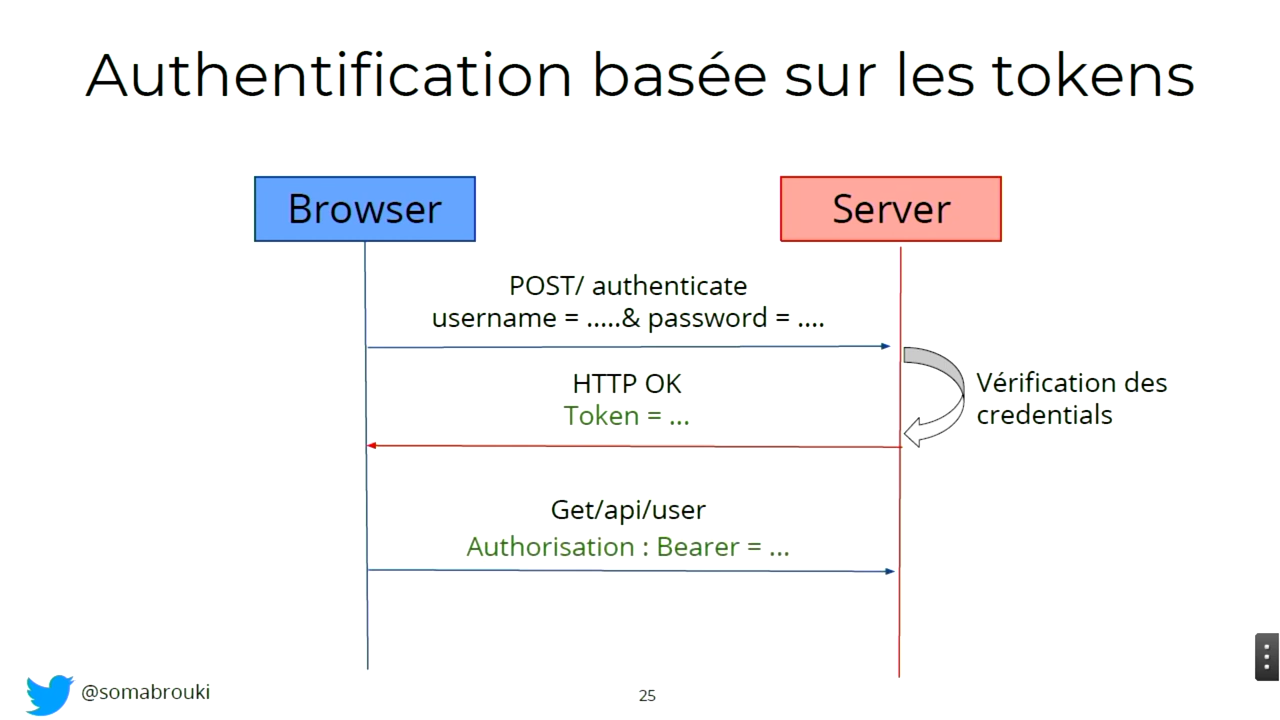 Authentification basée sur les tokens
Browser
Server
POST/ authenticate
username = .....& password = ....
HTTP OK
Token = ...
Vérification des
credentials
Get/api/user
Authorisation : Bearer = ...
@somabrouki
25